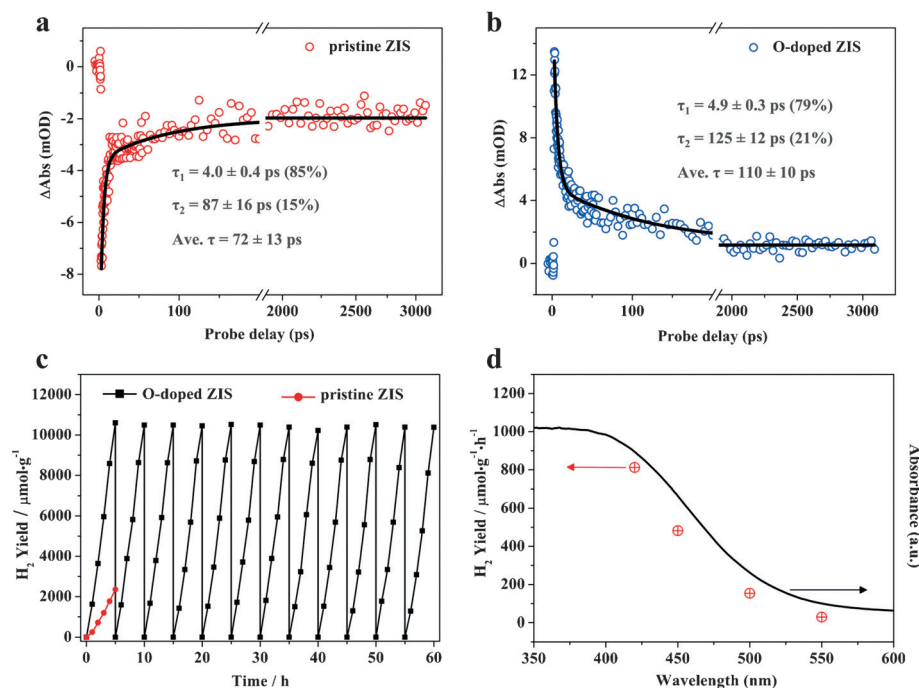 a
pristine ZIS
τ1 = 4.0 ± 0.4 ps (85%)
τ2 = 87 ± 16 ps (15%)
Ave. τ = 72 ± 13 ps
ΔAbs (mOD)
0
-2
-4
-6
-8
0
100
2000
2500
3000
Probe delay (ps)
b
O-doped ZIS
τ1 = 4.9 ± 0.3 ps (79%)
τ2 = 125 ± 12 ps (21%)
Ave. τ = 110 ± 10 ps
ΔAbs (mOD)
12
8
4
0
0
100
2000
2500
3000
Probe delay (ps)
c
O-doped ZIS
pristine ZIS
H2 Yield / μmol·g-1
12000
10000
8000
6000
4000
2000
0
0
10
20
30
40
50
60
Time / h
d
H2 Yield / μmol·g-1·h-1
1200
1000
800
600
400
200
0
350
400
450
500
550
600
Wavelength (nm)
Absorbance (a.u.)